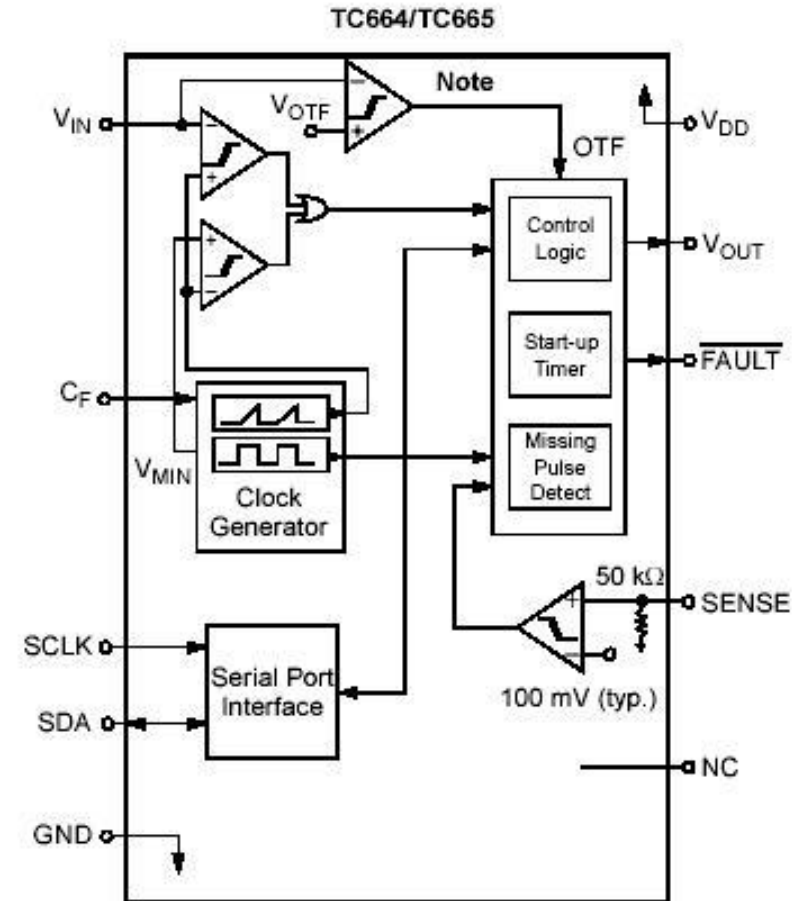 TC664/TC665
Note
VIN
VOTF
VDD
OTF
Control
Logic
VOUT
Start-up
Timer
FAULT
CF
VMIN
Missing
Pulse
Detect
Clock
Generator
50 kΩ
SENSE
SCLK
Serial Port
Interface
100 mV (typ.)
SDA
NC
GND